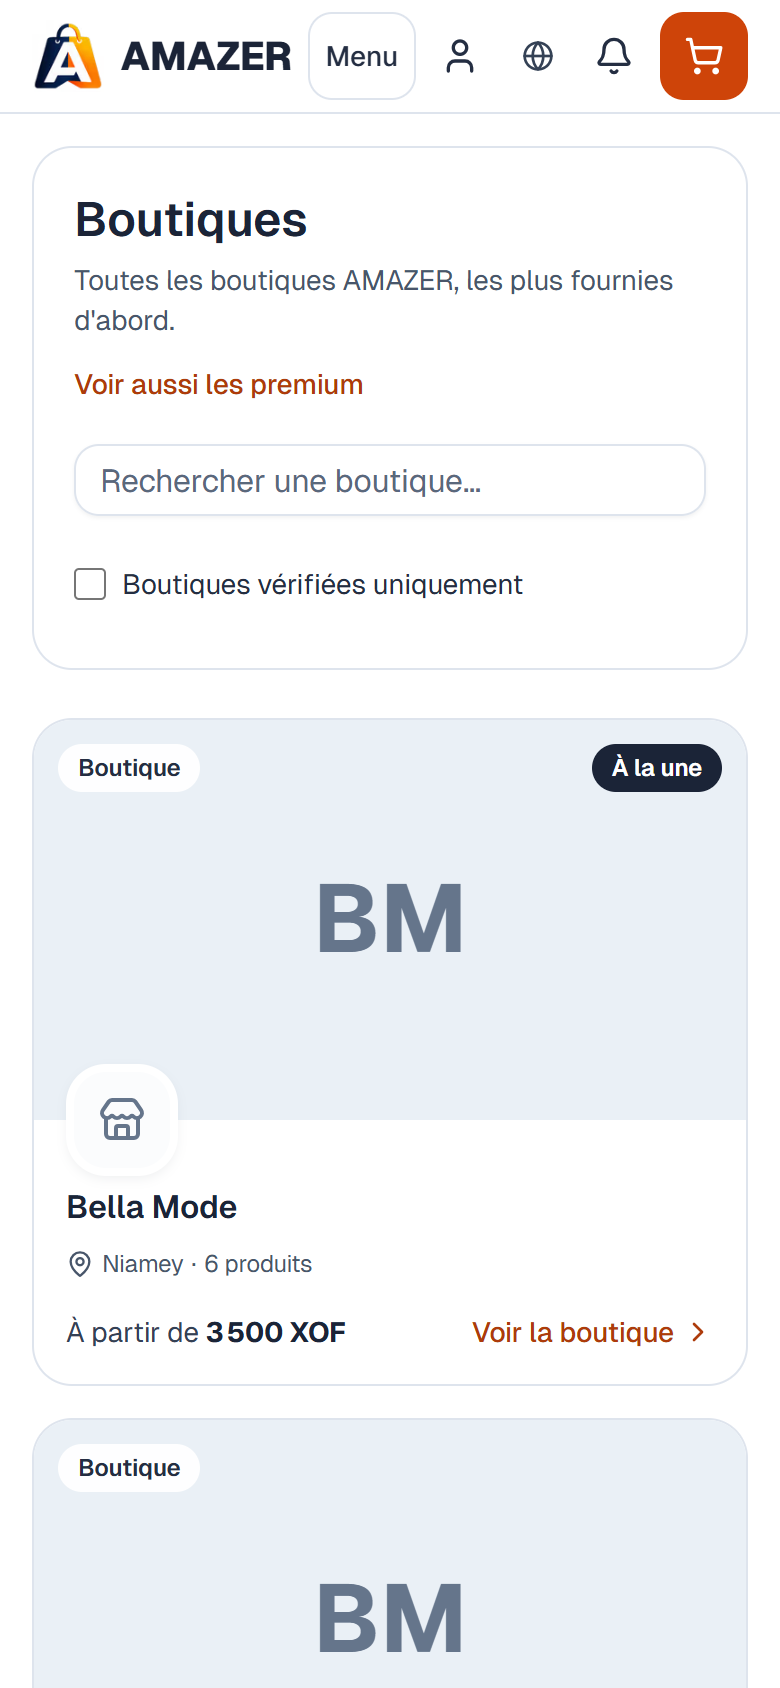 AMAZER
Menu
Boutiques
Toutes les boutiques AMAZER, les plus fournies
d'abord.
Voir aussi les premium
Rechercher une boutique...
Boutiques vérifiées uniquement
Boutique
À la une
BM
Bella Mode
Niamey · 6 produits
À partir de 3 500 XOF
Voir la boutique
Boutique
BM